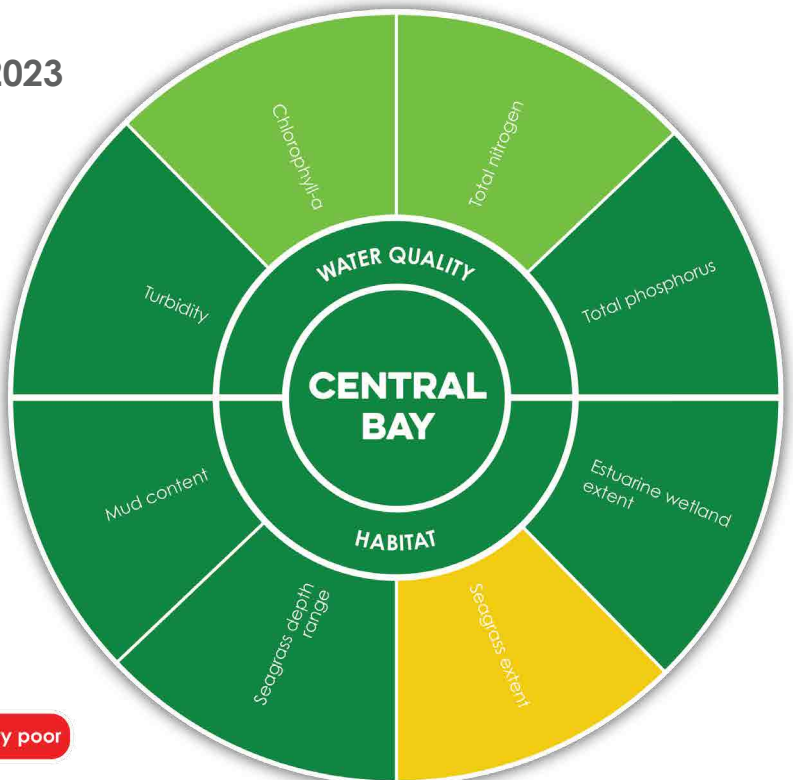 2023
Chlorophyll-a
Total nitrogen
Turbidity
WATER QUALITY
Total phosphorus
CENTRAL
BAY
Mud content
Estuarine wetland
extent
HABITAT
Seagrass depth
range
Seagrass extent
y poor